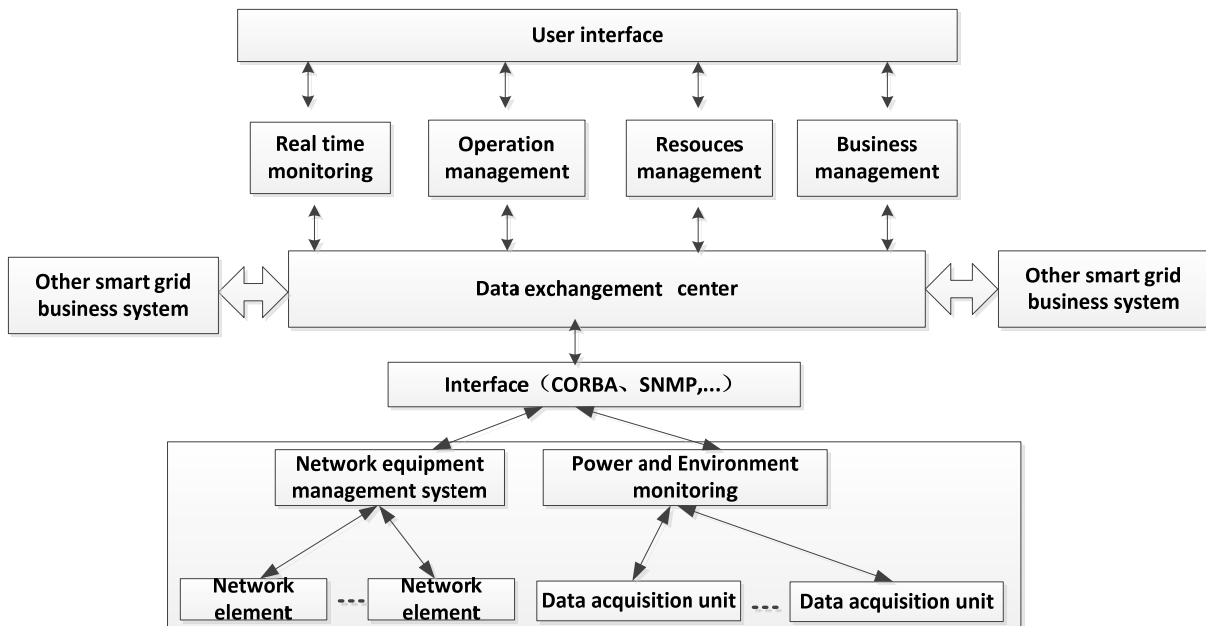 User interface
Real time
monitoring
Operation
management
Resouces
management
Business
management
Other smart grid
business system
Data exchangement center
Other smart grid
business system
Interface（CORBA、SNMP,...）
Network equipment
management system
Power and Environment
monitoring
Network
element
Network
element
Data acquisition unit
Data acquisition unit